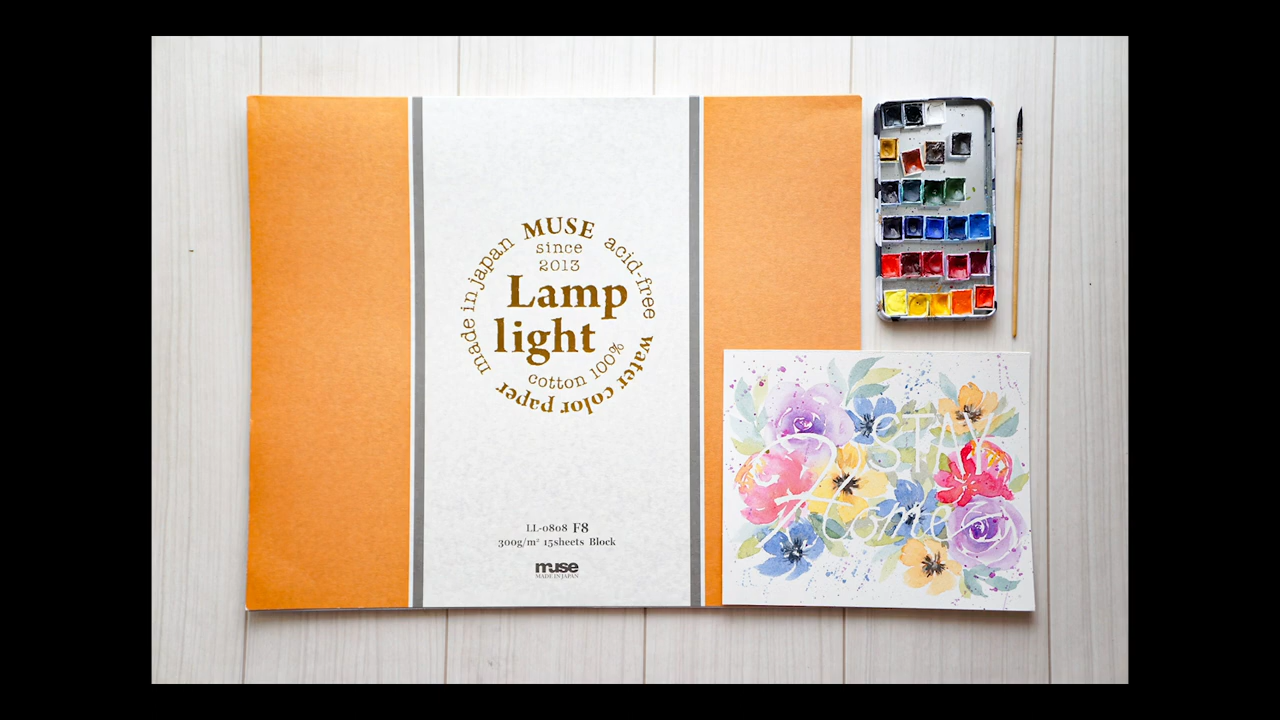 MUSE
since
2013
Lamp
light
cotton 100%
made in japan
acid-free
water color paper
LL-0808 F8
300g/m² 15sheets Block
muse
MADE IN JAPAN
STAY
Home